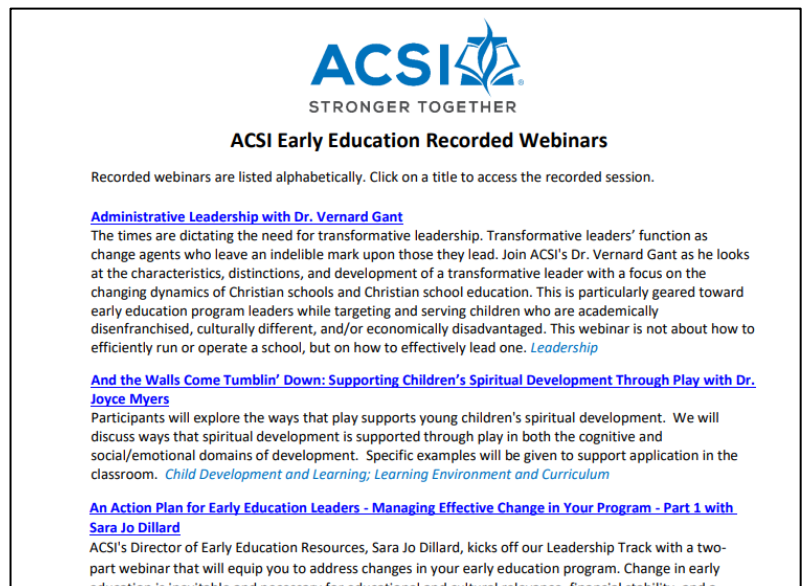 ACSI
STRONGER TOGETHER
ACSI Early Education Recorded Webinars
Recorded webinars are listed alphabetically. Click on a title to access the recorded session.
Administrative Leadership with Dr. Vernard Gant
The times are dictating the need for transformative leadership. Transformative leaders’ function as
change agents who leave an indelible mark upon those they lead. Join ACSI's Dr. Vernard Gant as he looks
at the characteristics, distinctions, and development of a transformative leader with a focus on the
changing dynamics of Christian schools and Christian school education. This is particularly geared toward
early education program leaders while targeting and serving children who are academically
disenfranchised, culturally different, and/or economically disadvantaged. This webinar is not about how to
efficiently run or operate a school, but on how to effectively lead one. Leadership
And the Walls Come Tumblin’ Down: Supporting Children’s Spiritual Development Through Play with Dr.
Joyce Myers
Participants will explore the ways that play supports young children's spiritual development.  We will
discuss ways that spiritual development is supported through play in both the cognitive and
social/emotional domains of development.  Specific examples will be given to support application in the
classroom.  Child Development and Learning; Learning Environment and Curriculum
An Action Plan for Early Education Leaders - Managing Effective Change in Your Program - Part 1 with
Sara Jo Dillard
ACSI's Director of Early Education Resources, Sara Jo Dillard, kicks off our Leadership Track with a two-
part webinar that will equip you to address changes in your early education program. Change in early